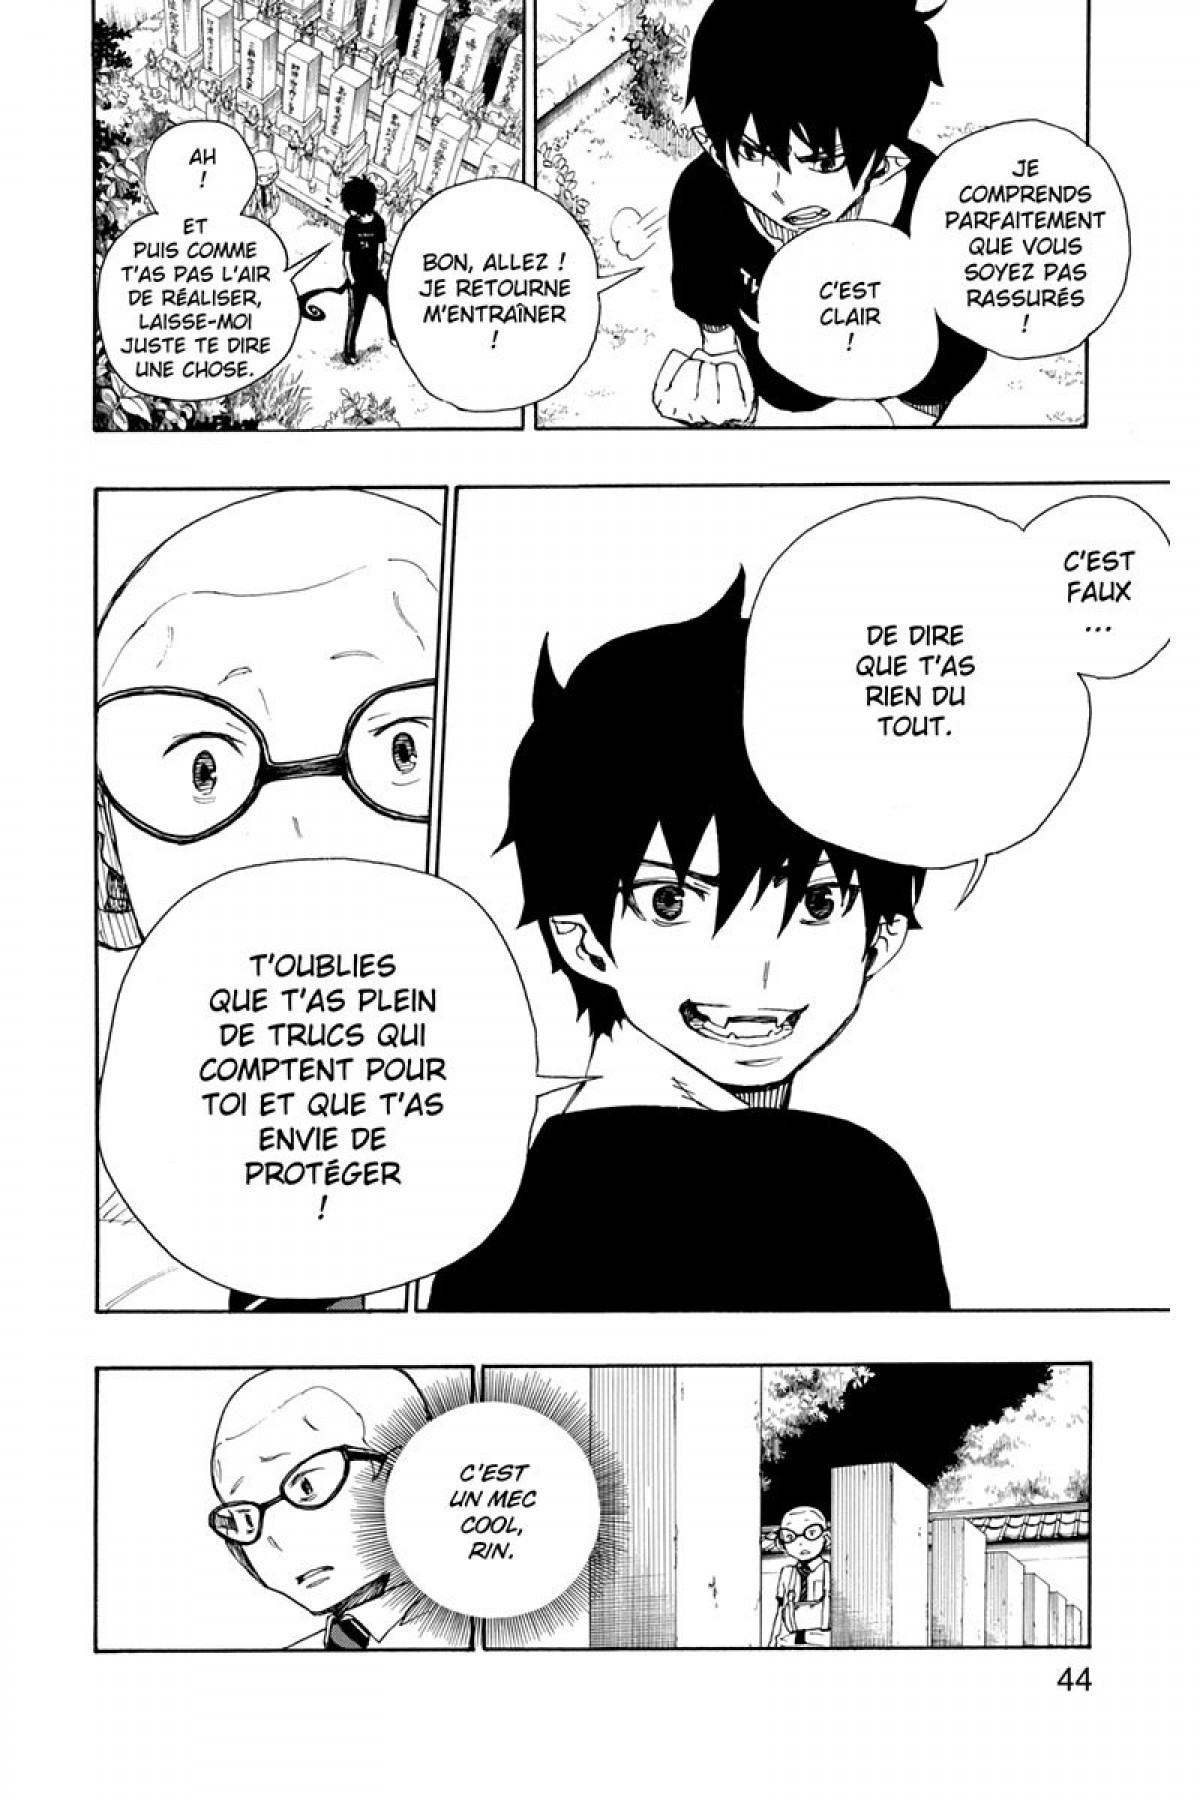 JE
COMPRENDS
PARFAITEMENT
QUE VOUS
SOYEZ PAS
RASSURÉS
!
C'EST
CLAIR
!
BON, ALLEZ !
JE RETOURNE
M'ENTRAÎNER
!
AH
!
ET
PUIS COMME
T'AS PAS L'AIR
DE RÉALISER,
LAISSE-MOI
JUSTE TE DIRE
UNE CHOSE.
C'EST
FAUX
...
DE DIRE
QUE T'AS
RIEN DU
TOUT.
T'OUBLIES
QUE T'AS PLEIN
DE TRUCS QUI
COMPTENT POUR
TOI ET QUE T'AS
ENVIE DE
PROTÉGER
!
C'EST
UN MEC
COOL,
RIN.
44